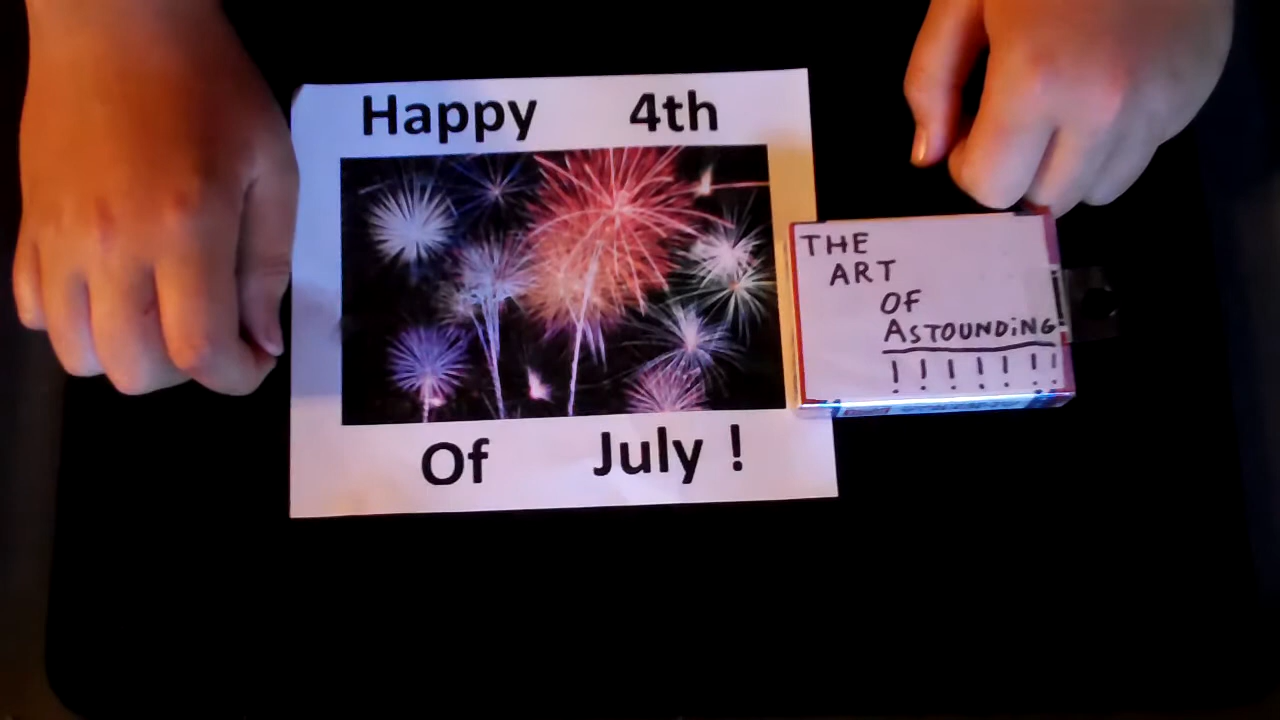 Happy 4th
Of July !
THE
ART
OF
ASTOUNDiNG
! ! ! ! ! ! !